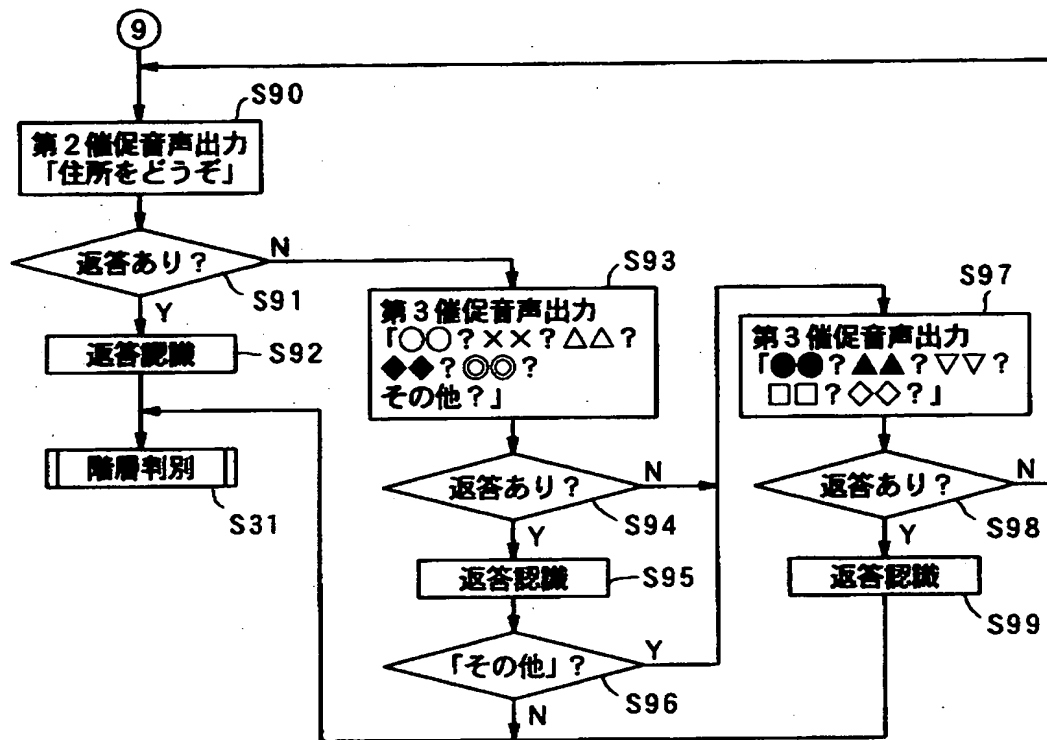 9
S90
第2催促音声出力
「住所をどうぞ」
返答あり？
N
S91
Y
返答認識
S92
階層判別
S31
S93
第3催促音声出力
「○○？××？△△？
◆◆？◎◎？
その他？」
返答あり？
N
S94
Y
返答認識
S95
「その他」？
Y
S96
N
S97
第3催促音声出力
「●●？▲▲？▽▽？
□□？◇◇？」
返答あり？
N
S98
Y
返答認識
S99